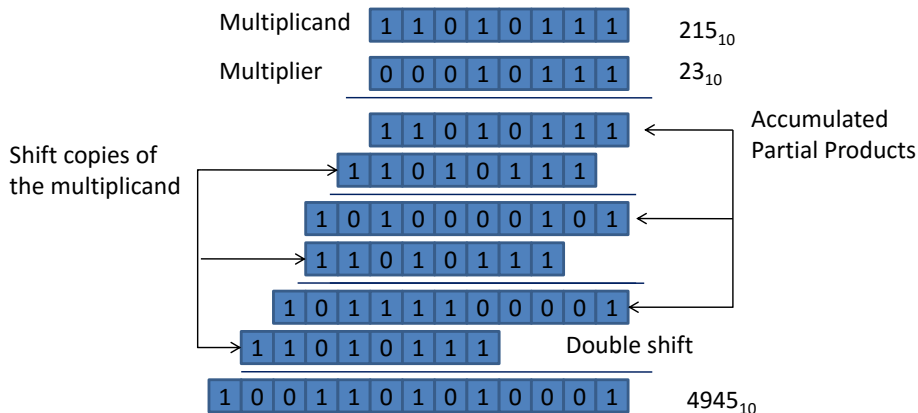 Multiplicand 1 1 0 1 0 1 1 1 215₁₀
Multiplier 0 0 0 1 0 1 1 1 23₁₀
1 1 0 1 0 1 1 1
Accumulated
Partial Products
Shift copies of
the multiplicand
1 1 0 1 0 1 1 1
1 0 1 0 0 0 0 1 0 1
1 1 0 1 0 1 1 1
1 0 1 1 1 1 0 0 0 0 1
1 1 0 1 0 1 1 1 Double shift
1 0 0 1 1 0 1 0 1 0 0 0 1 4945₁₀